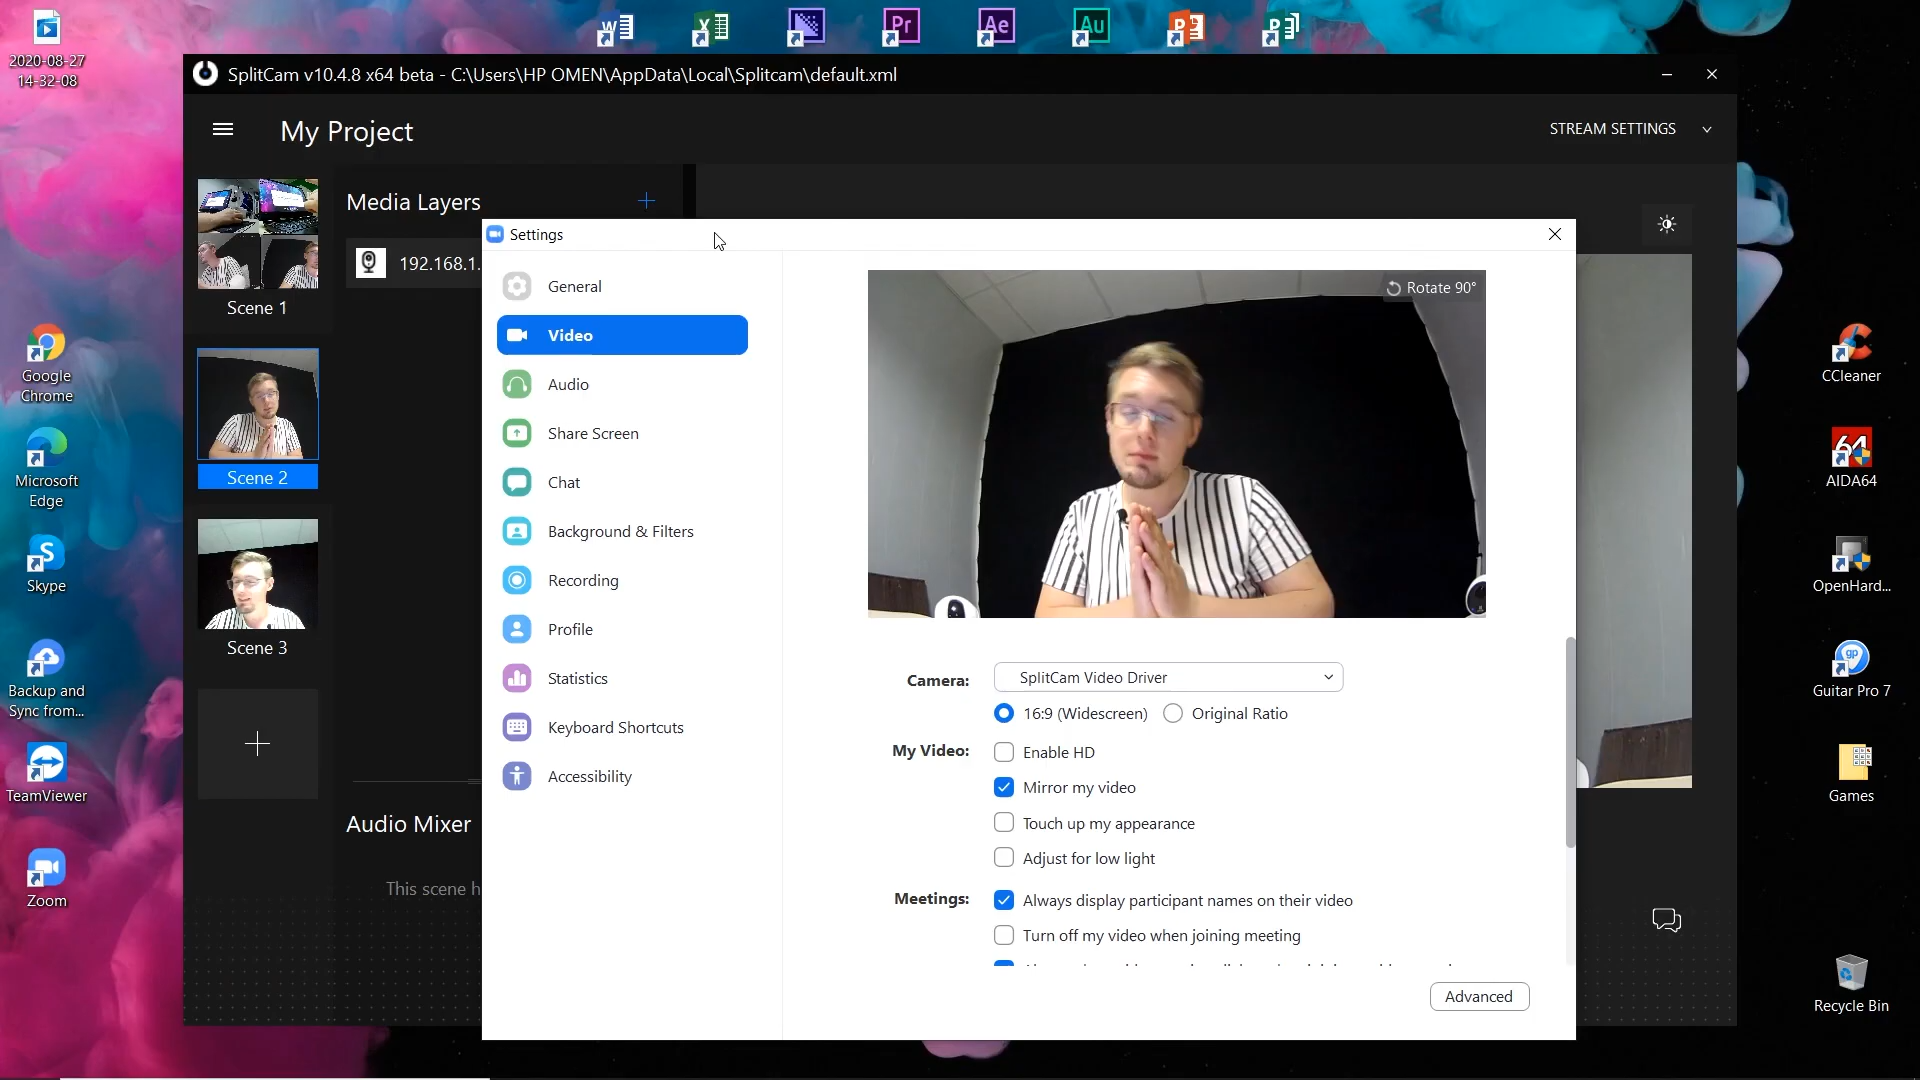 2020-08-27
14-32-08
W
X
Pr
Ae
Au
P
P
SplitCam v10.4.8 x64 beta - C:\Users\HP OMEN\AppData\Local\Splitcam\default.xml
My Project
STREAM SETTINGS
Media Layers
192.168.1.
Scene 1
Scene 2
Scene 3
Audio Mixer
This scene h
Settings
General
Video
Audio
Share Screen
Chat
Background & Filters
Recording
Profile
Statistics
Keyboard Shortcuts
Accessibility
Rotate 90°
Camera:
SplitCam Video Driver
16:9 (Widescreen)
Original Ratio
My Video:
Enable HD
Mirror my video
Touch up my appearance
Adjust for low light
Meetings:
Always display participant names on their video
Turn off my video when joining meeting
Advanced
Google
Chrome
Microsoft
Edge
S
Skype
Backup and
Sync from...
TeamViewer
Zoom
CCleaner
64
AIDA64
OpenHard...
gp
Guitar Pro 7
Games
Recycle Bin